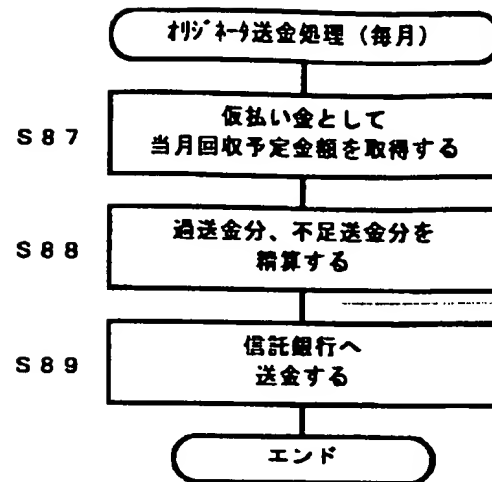 ｵﾘｼﾞﾈｰﾀ送金処理（毎月）
S87
仮払い金として
当月回収予定金額を取得する
S88
過送金分、不足送金分を
精算する
S89
信託銀行へ
送金する
エンド